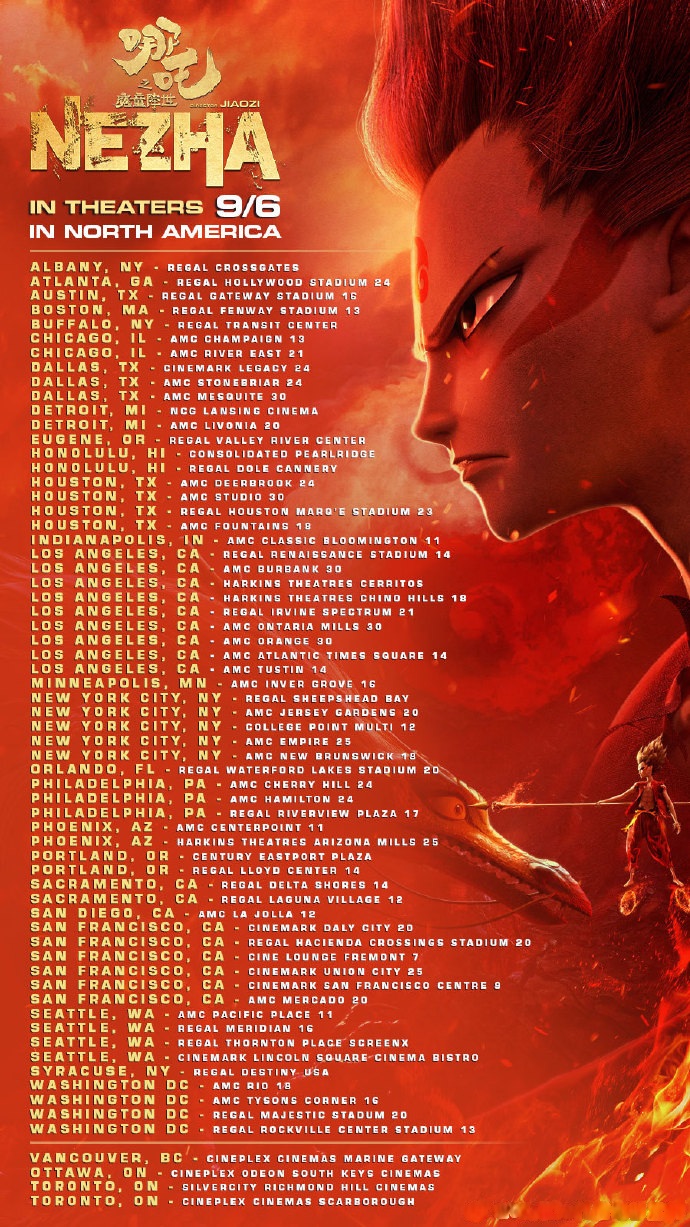 哪吒
之
魔童降世
DIRECTOR JIAOZI
NEZHA
IN THEATERS 9/6
IN NORTH AMERICA
ALBANY, NY - REGAL CROSSGATES
ATLANTA, GA - REGAL HOLLYWOOD STADIUM 24
AUSTIN, TX - REGAL GATEWAY STADIUM 16
BOSTON, MA - REGAL FENWAY STADIUM 13
BUFFALO, NY - REGAL TRANSIT CENTER
CHICAGO, IL - AMC CHAMPAIGN 13
CHICAGO, IL - AMC RIVER EAST 21
DALLAS, TX - CINEMARK LEGACY 24
DALLAS, TX - AMC STONEBRIAR 24
DALLAS, TX - AMC MESQUITE 30
DETROIT, MI - NCG LANSING CINEMA
DETROIT, MI - AMC LIVONIA 20
EUGENE, OR - REGAL VALLEY RIVER CENTER
HONOLULU, HI - CONSOLIDATED PEARLRIDGE
HONOLULU, HI - REGAL DOLE CANNERY
HOUSTON, TX - AMC DEERBROOK 24
HOUSTON, TX - AMC STUDIO 30
HOUSTON, TX - REGAL HOUSTON MARQ'E STADIUM 23
HOUSTON, TX - AMC FOUNTAINS 18
INDIANAPOLIS, IN - AMC CLASSIC BLOOMINGTON 11
LOS ANGELES, CA - REGAL RENAISSANCE STADIUM 14
LOS ANGELES, CA - AMC BURBANK 30
LOS ANGELES, CA - HARKINS THEATRES CERRITOS
LOS ANGELES, CA - HARKINS THEATRES CHINO HILLS 18
LOS ANGELES, CA - REGAL IRVINE SPECTRUM 21
LOS ANGELES, CA - AMC ONTARIA MILLS 30
LOS ANGELES, CA - AMC ORANGE 30
LOS ANGELES, CA - AMC ATLANTIC TIMES SQUARE 14
LOS ANGELES, CA - AMC TUSTIN 14
MINNEAPOLIS, MN - AMC INVER GROVE 16
NEW YORK CITY, NY - REGAL SHEEPSHEAD BAY
NEW YORK CITY, NY - AMC JERSEY GARDENS 20
NEW YORK CITY, NY - COLLEGE POINT MULTI 12
NEW YORK CITY, NY - AMC EMPIRE 25
NEW YORK CITY, NY - AMC NEW BRUNSWICK 18
ORLANDO, FL - REGAL WATERFORD LAKES STADIUM 20
PHILADELPHIA, PA - AMC CHERRY HILL 24
PHILADELPHIA, PA - AMC HAMILTON 24
PHILADELPHIA, PA - REGAL RIVERVIEW PLAZA 17
PHOENIX, AZ - AMC CENTERPOINT 11
PHOENIX, AZ - HARKINS THEATRES ARIZONA MILLS 25
PORTLAND, OR - CENTURY EASTPORT PLAZA
PORTLAND, OR - REGAL LLOYD CENTER 14
SACRAMENTO, CA - REGAL DELTA SHORES 14
SACRAMENTO, CA - REGAL LAGUNA VILLAGE 12
SAN DIEGO, CA - AMC LA JOLLA 12
SAN FRANCISCO, CA - CINEMARK DALY CITY 20
SAN FRANCISCO, CA - REGAL HACIENDA CROSSINGS STADIUM 20
SAN FRANCISCO, CA - CINE LOUNGE FREMONT 7
SAN FRANCISCO, CA - CINEMARK UNION CITY 25
SAN FRANCISCO, CA - CINEMARK SAN FRANCISCO CENTRE 9
SAN FRANCISCO, CA - AMC MERCADO 20
SEATTLE, WA - AMC PACIFIC PLACE 11
SEATTLE, WA - REGAL MERIDIAN 16
SEATTLE, WA - REGAL THORNTON PLACE SCREENX
SEATTLE, WA - CINEMARK LINCOLN SQUARE CINEMA BISTRO
SYRACUSE, NY - REGAL DESTINY USA
WASHINGTON DC - AMC RIO 18
WASHINGTON DC - AMC TYSONS CORNER 16
WASHINGTON DC - REGAL MAJESTIC STADUM 20
WASHINGTON DC - REGAL ROCKVILLE CENTER STADIUM 13
VANCOUVER, BC - CINEPLEX CINEMAS MARINE GATEWAY
OTTAWA, ON - CINEPLEX ODEON SOUTH KEYS CINEMAS
TORONTO, ON - SILVERCITY RICHMOND HILL CINEMAS
TORONTO, ON - CINEPLEX CINEMAS SCARBOROUGH